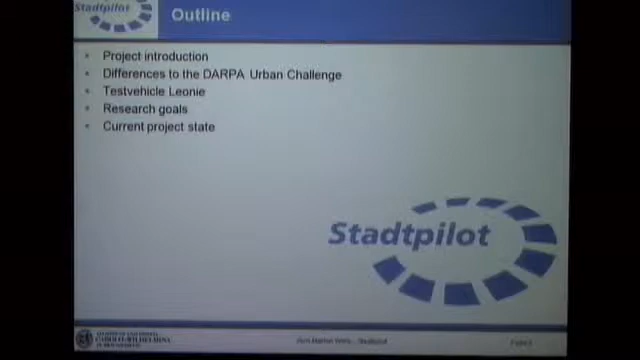 Stadtpilot
Outline
Project introduction
Differences to the DARPA Urban Challenge
Testvehicle Leonie
Research goals
Current project state
Stadtpilot